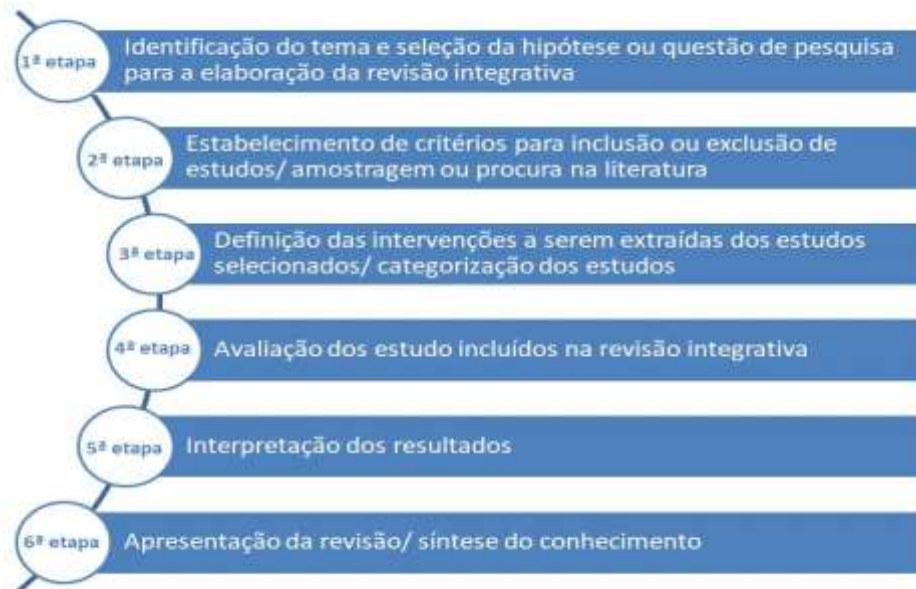 1ª etapa
Identificação do tema e seleção da hipótese ou questão de pesquisa
para a elaboração da revisão integrativa
2ª etapa
Estabelecimento de critérios para inclusão ou exclusão de
estudos/ amostragem ou procura na literatura
3ª etapa
Definição das intervenções a serem extraídas dos estudos
selecionados/ categorização dos estudos
4ª etapa
Avaliação dos estudo incluídos na revisão integrativa
5ª etapa
Interpretação dos resultados
6ª etapa
Apresentação da revisão/ síntese do conhecimento